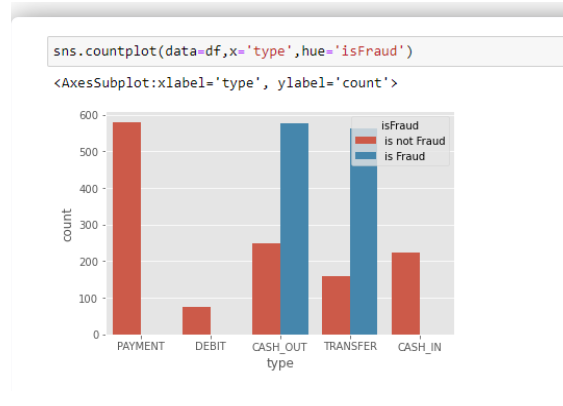 sns.countplot(data=df,x='type',hue='isFraud')
<AxesSubplot:xlabel='type', ylabel='count'>
600
500
400
300
200
100
0
count
isFraud
is not Fraud
is Fraud
PAYMENT DEBIT CASH_OUT TRANSFER CASH_IN
type